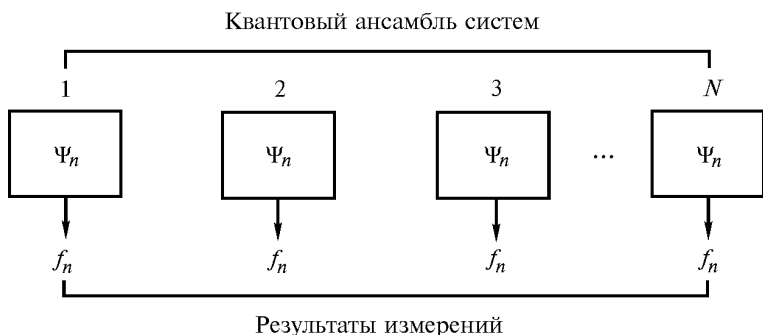 Квантовый ансамбль систем
1 2 3 N
Ψn Ψn Ψn ... Ψn
fn fn fn fn
Результаты измерений